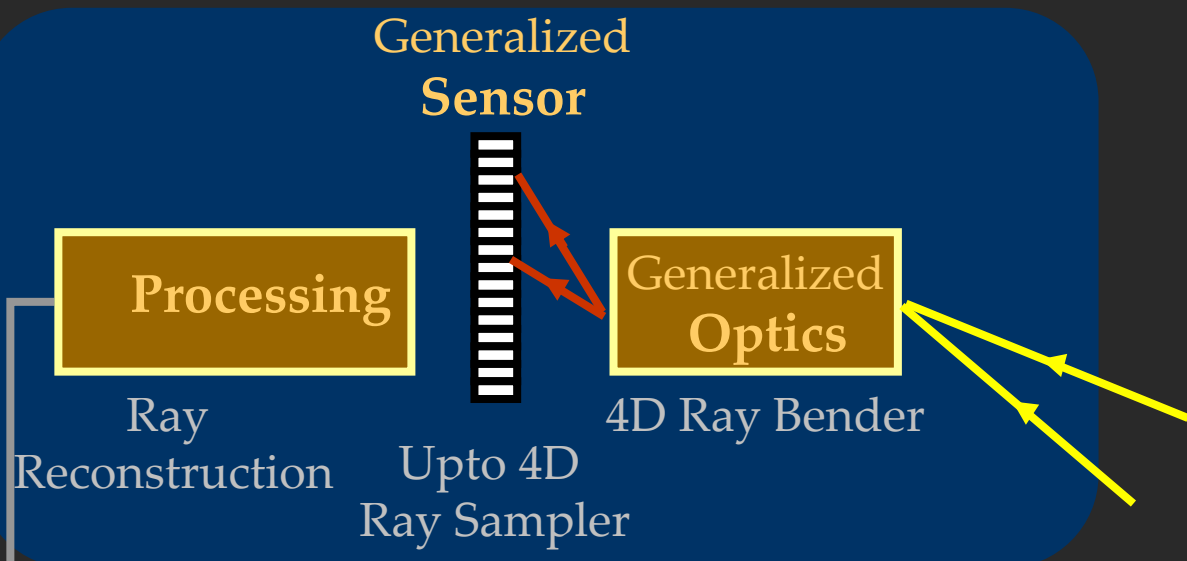 Generalized
Sensor
Processing
Generalized
Optics
Ray
Reconstruction
Upto 4D
Ray Sampler
4D Ray Bender